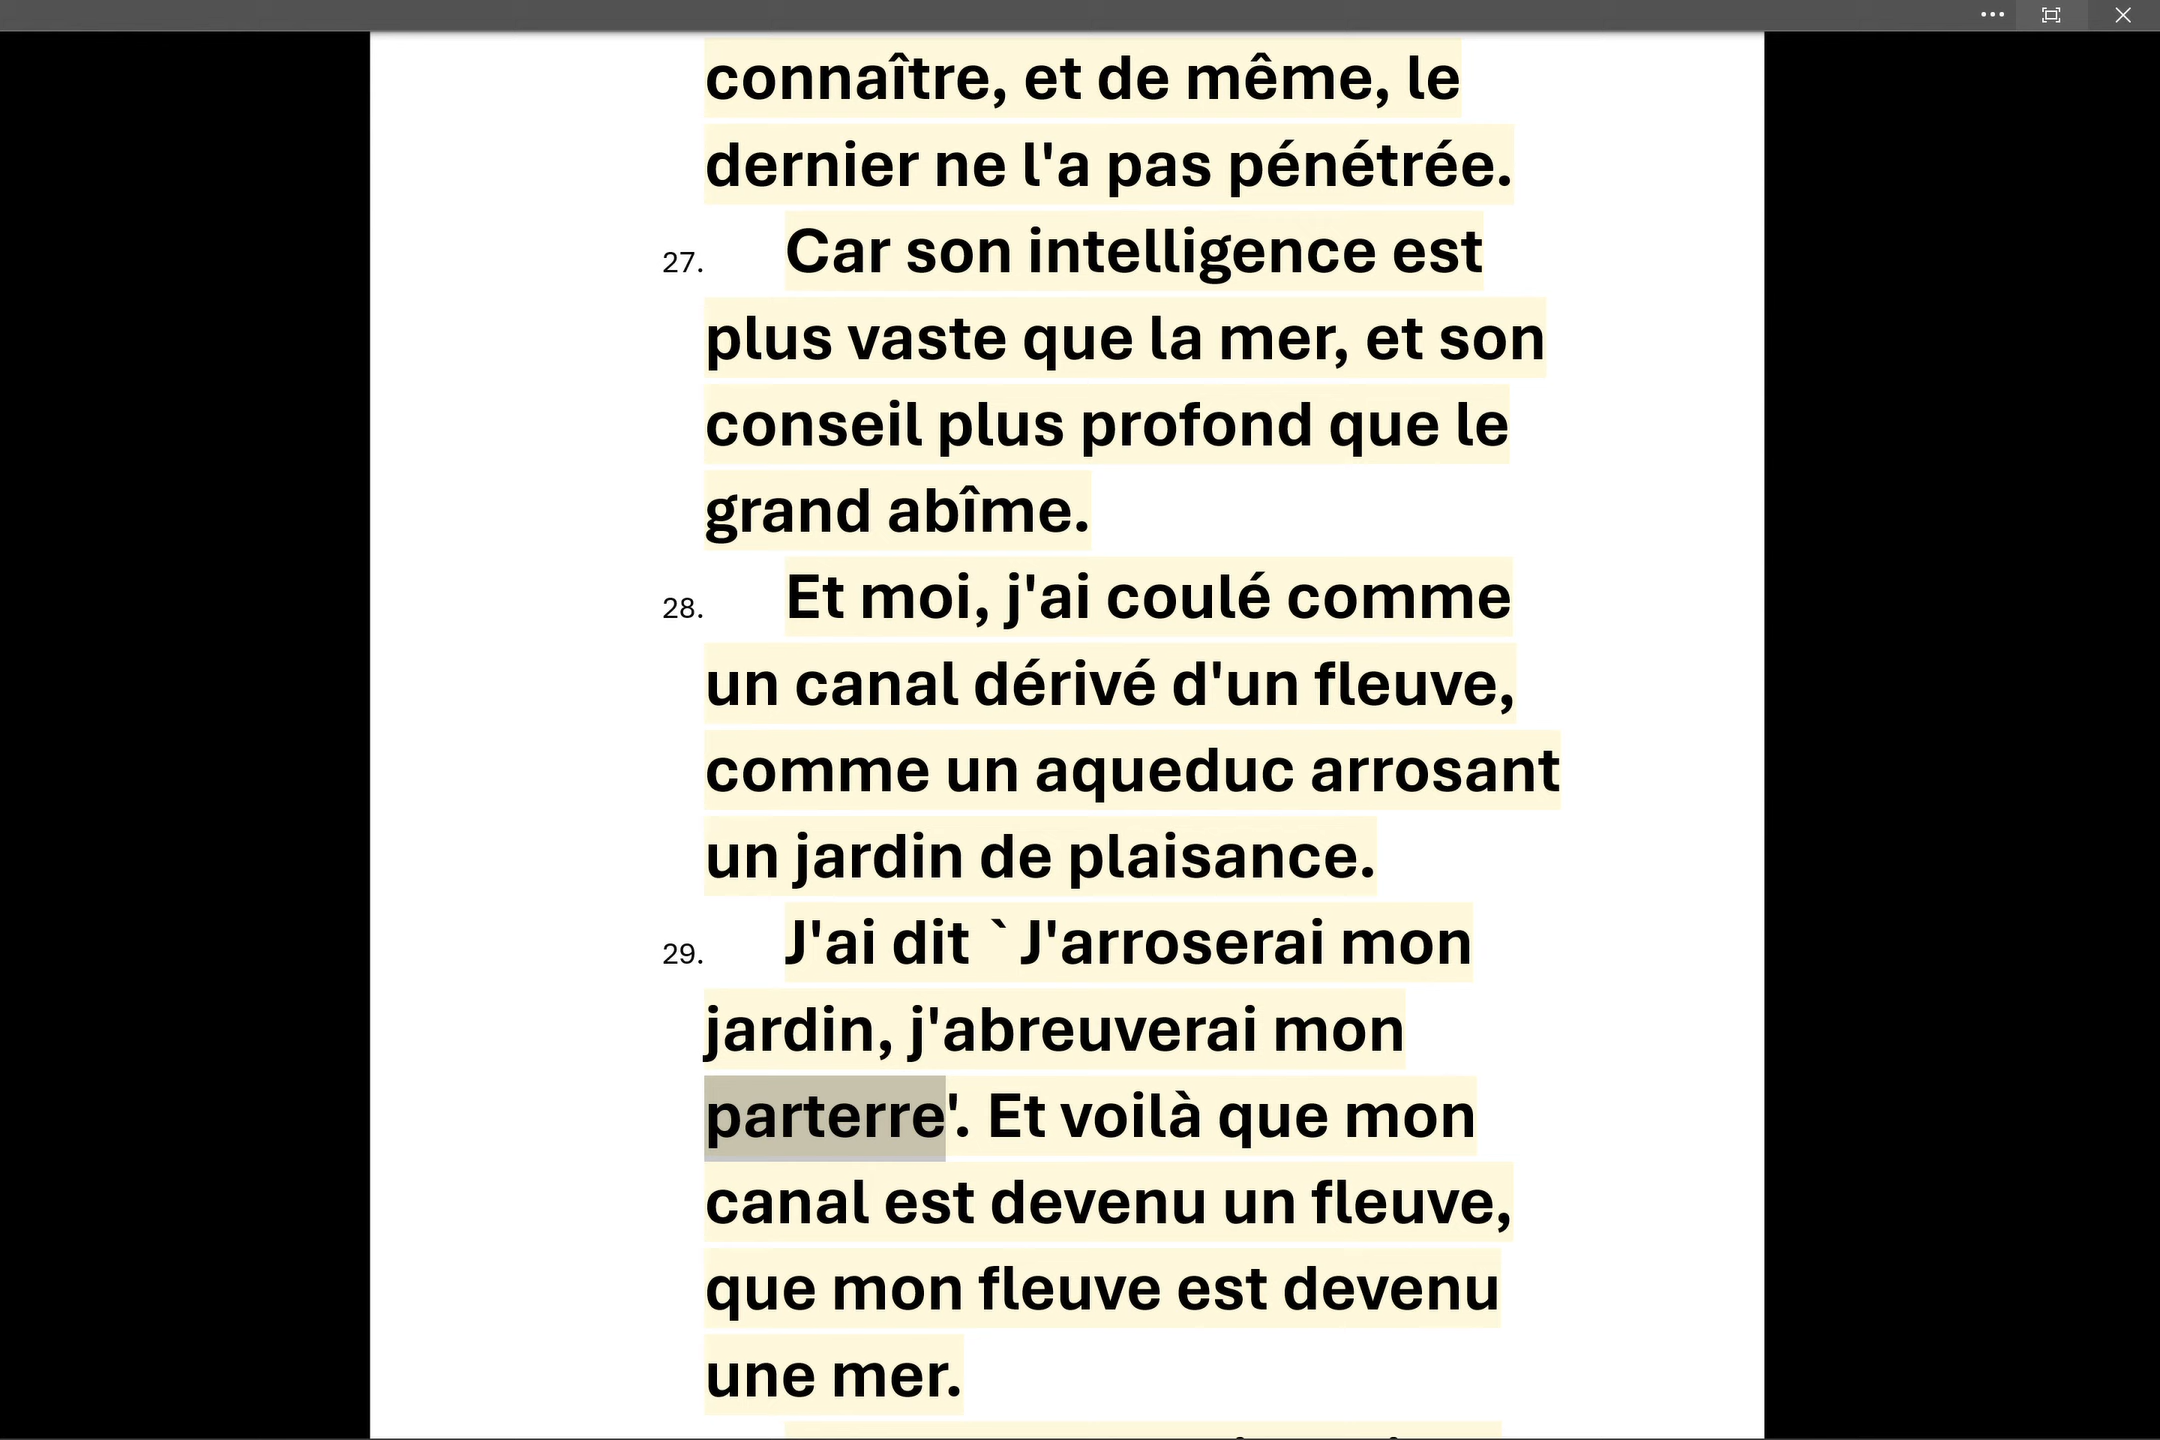 connaître, et de même, le
dernier ne l'a pas pénétrée.
27. Car son intelligence est
plus vaste que la mer, et son
conseil plus profond que le
grand abîme.
28. Et moi, j'ai coulé comme
un canal dérivé d'un fleuve,
comme un aqueduc arrosant
un jardin de plaisance.
29. J'ai dit `J'arroserai mon
jardin, j'abreuverai mon
parterre'. Et voilà que mon
canal est devenu un fleuve,
que mon fleuve est devenu
une mer.